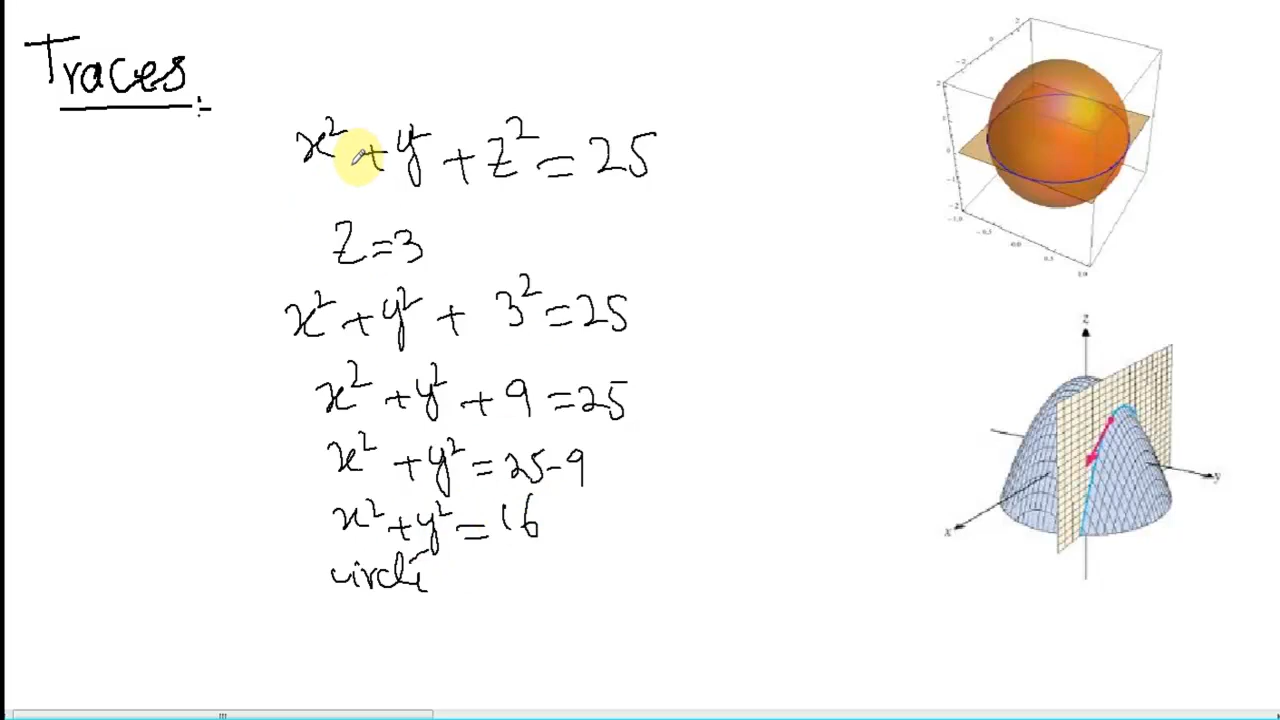 Traces:
x² + y² + z² = 25
z = 3
x² + y² + 3² = 25
x² + y² + 9 = 25
x² + y² = 25 - 9
x² + y² = 16
circle
z
y
x